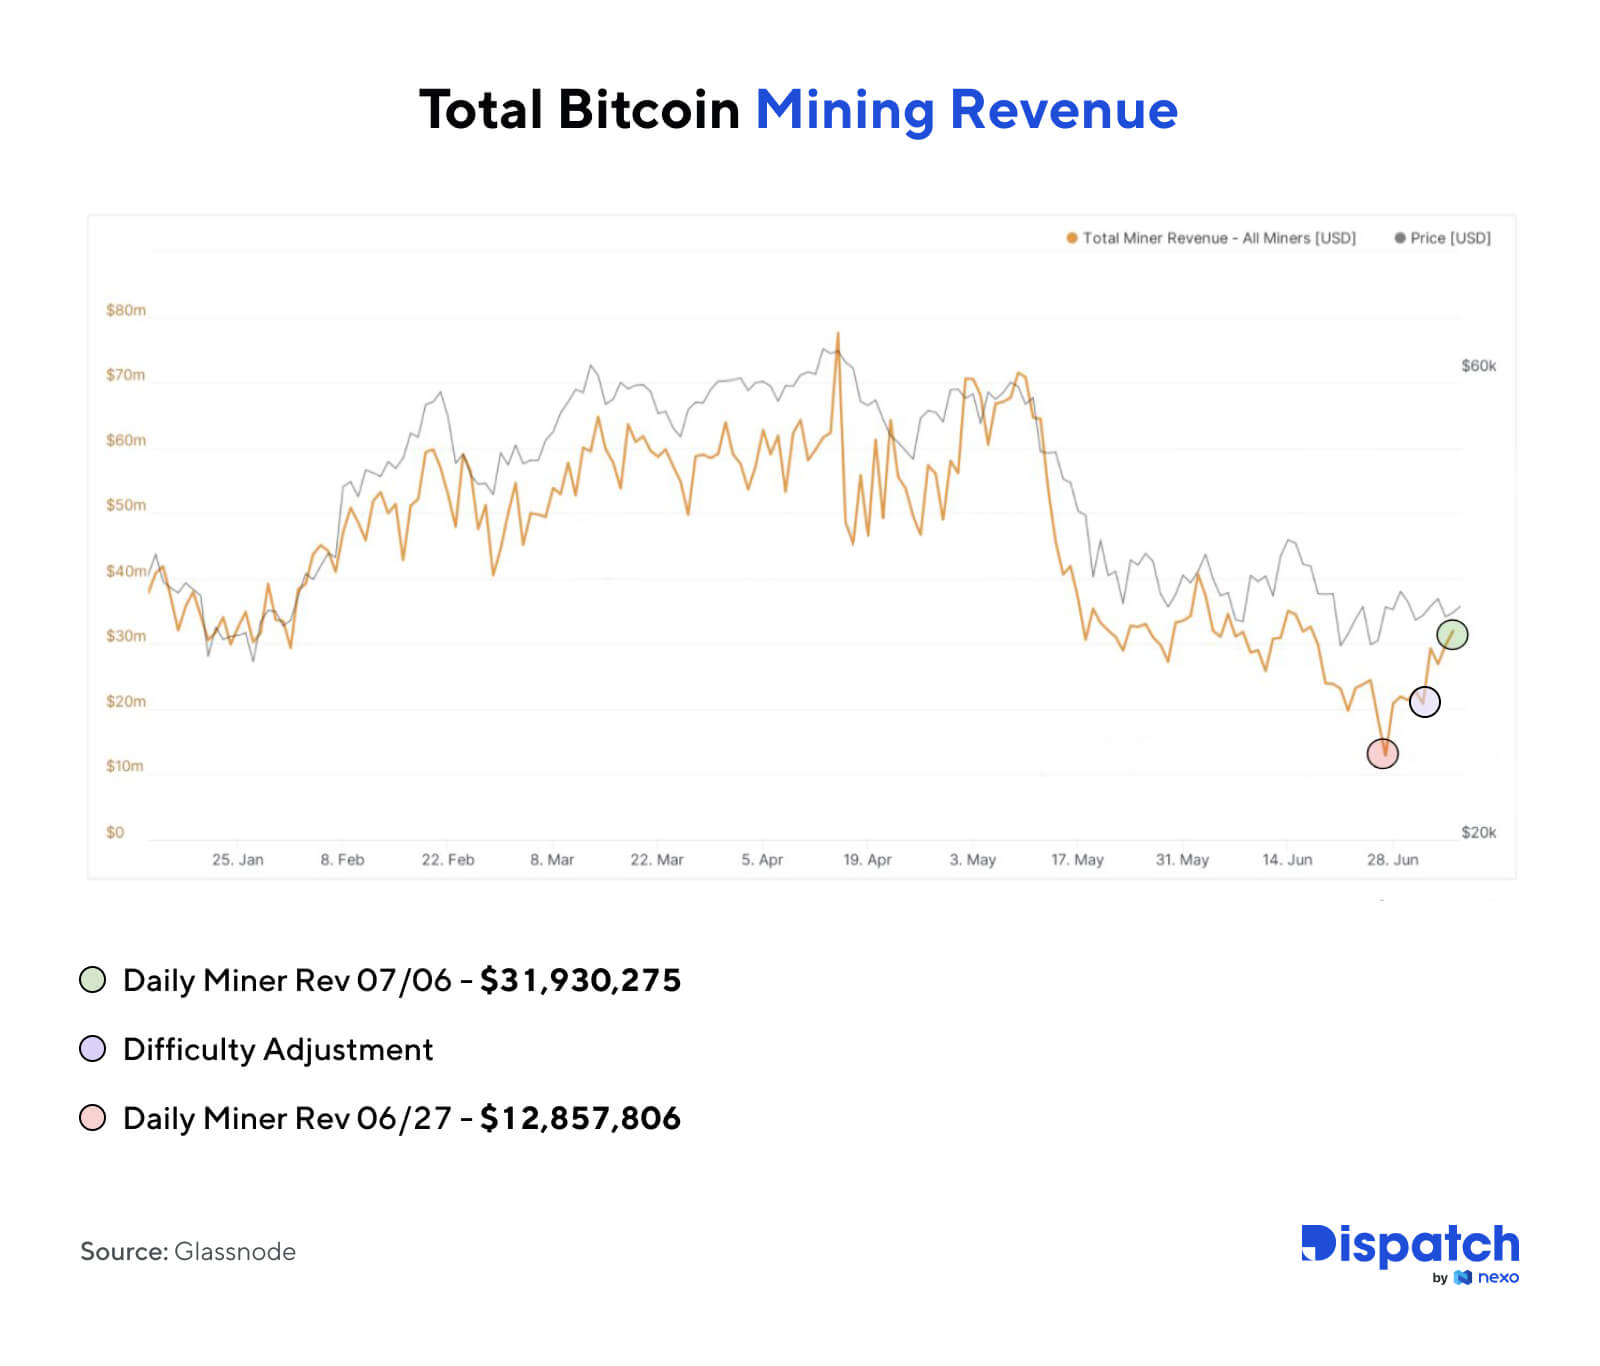 Total Bitcoin Mining Revenue
Total Miner Revenue - All Miners [USD] Price [USD]
$80m
$60k
$70m
$60m
$50m
$40m
$30m
$20m
$10m
$0
$20k
25. Jan 8. Feb 22. Feb 8. Mar 22. Mar 5. Apr 19. Apr 3. May 17. May 31. May 14. Jun 28. Jun
Daily Miner Rev 07/06 - $31,930,275
Difficulty Adjustment
Daily Miner Rev 06/27 - $12,857,806
Source: Glassnode
Dispatch
by nexo